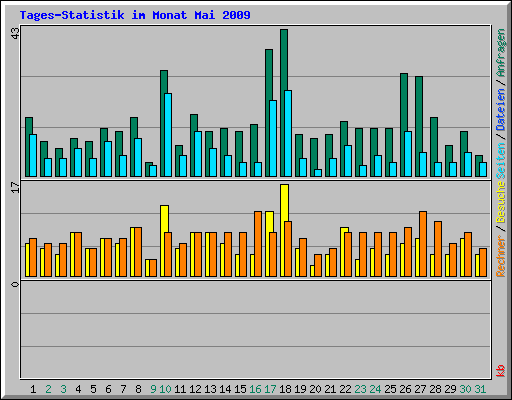 Tages-Statistik im Monat Mai 2009
43
17
0
Rechner / Besuche
Seiten / Dateien / Anfragen
kb
1 2 3 4 5 6 7 8 9 10 11 12 13 14 15 16 17 18 19 20 21 22 23 24 25 26 27 28 29 30 31